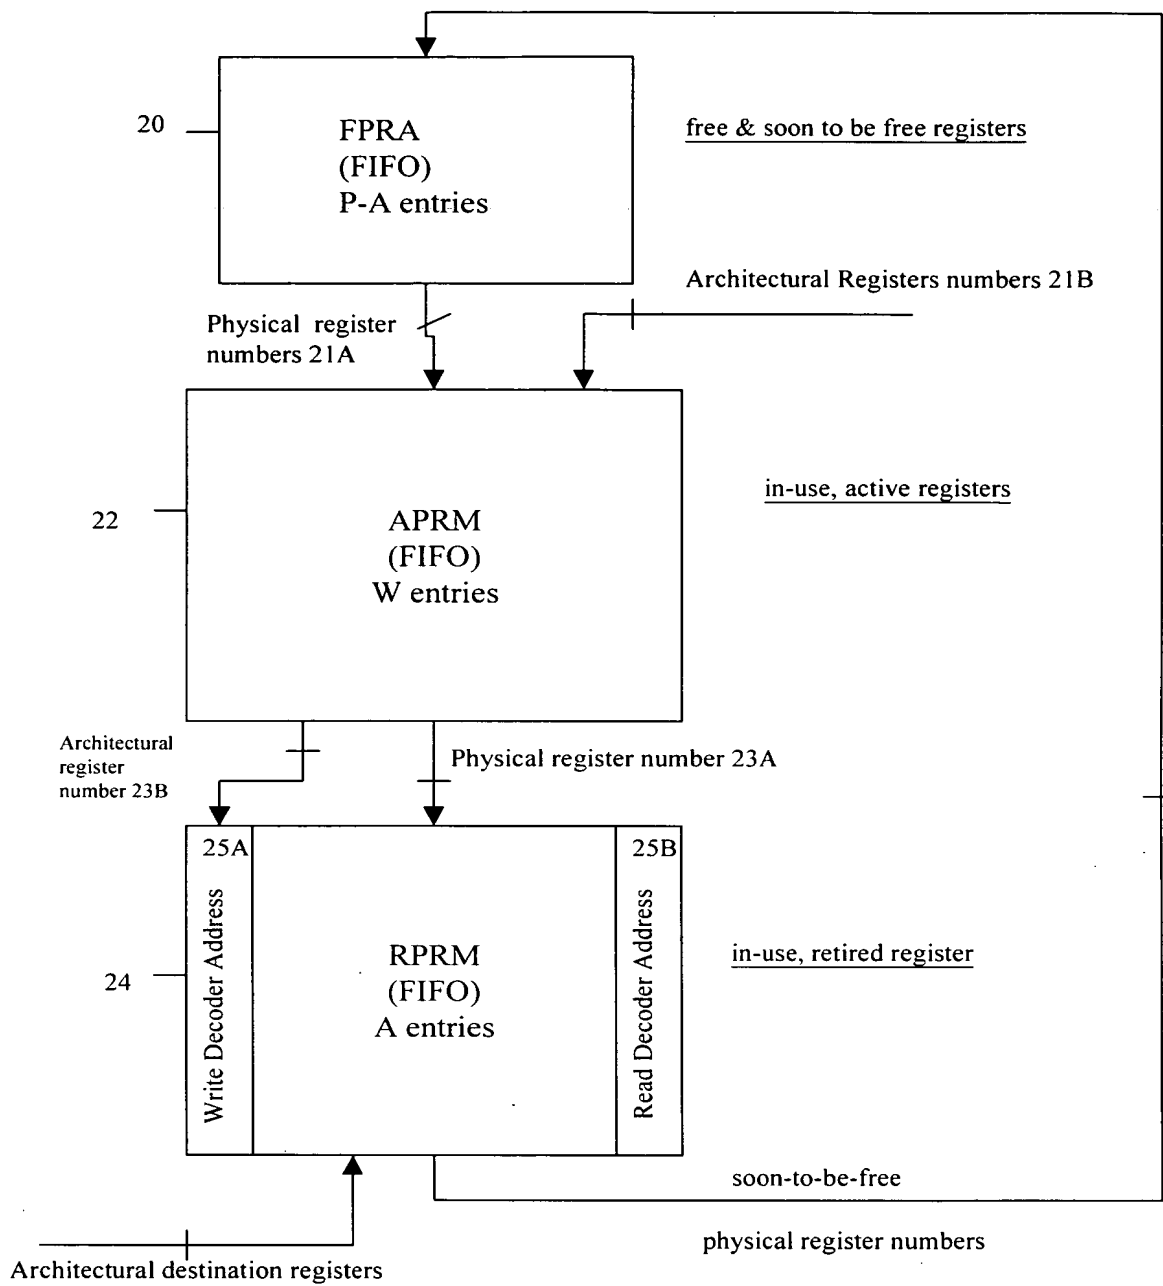 20
FPRA
(FIFO)
P-A entries
free & soon to be free registers
Architectural Registers numbers 21B
Physical register
numbers 21A
22
APRM
(FIFO)
W entries
in-use, active registers
Architectural
register
number 23B
Physical register number 23A
25A
Write Decoder Address
24
RPRM
(FIFO)
A entries
25B
Read Decoder Address
in-use, retired register
soon-to-be-free
physical register numbers
Architectural destination registers